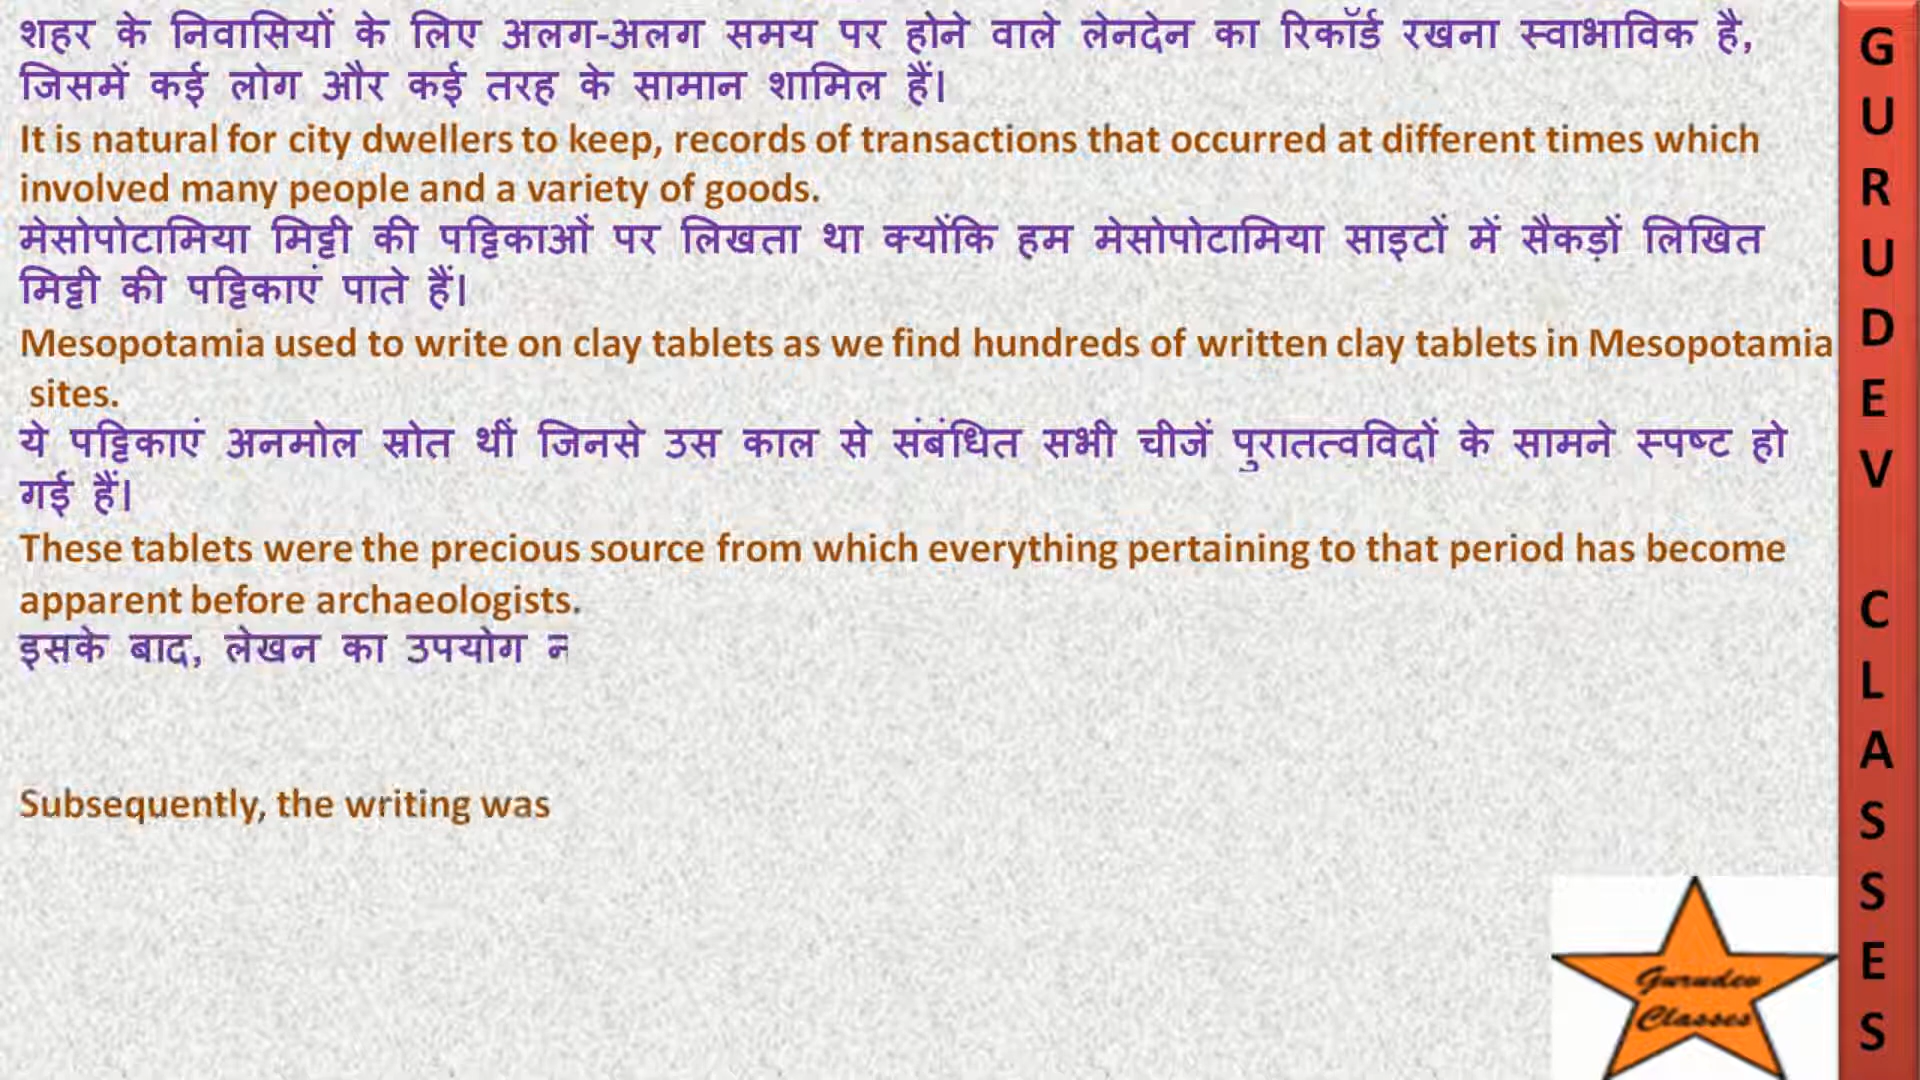 शहर के निवासियों के लिए अलग-अलग समय पर होने वाले लेनदेन का रिकॉर्ड रखना स्वाभाविक है,
जिसमें कई लोग और कई तरह के सामान शामिल हैं।
It is natural for city dwellers to keep, records of transactions that occurred at different times which
involved many people and a variety of goods.
मेसोपोटामिया मिट्टी की पट्टिकाओं पर लिखता था क्योंकि हम मेसोपोटामिया साइटों में सैकड़ों लिखित
मिट्टी की पट्टिकाएं पाते हैं।
Mesopotamia used to write on clay tablets as we find hundreds of written clay tablets in Mesopotamia
sites.
ये पट्टिकाएं अनमोल स्रोत थीं जिनसे उस काल से संबंधित सभी चीजें पुरातत्वविदों के सामने स्पष्ट हो
गई हैं।
These tablets were the precious source from which everything pertaining to that period has become
apparent before archaeologists.
इसके बाद, लेखन का उपयोग
Subsequently, the writing was
GURUDEV CLASSES
Gurudev
Classes